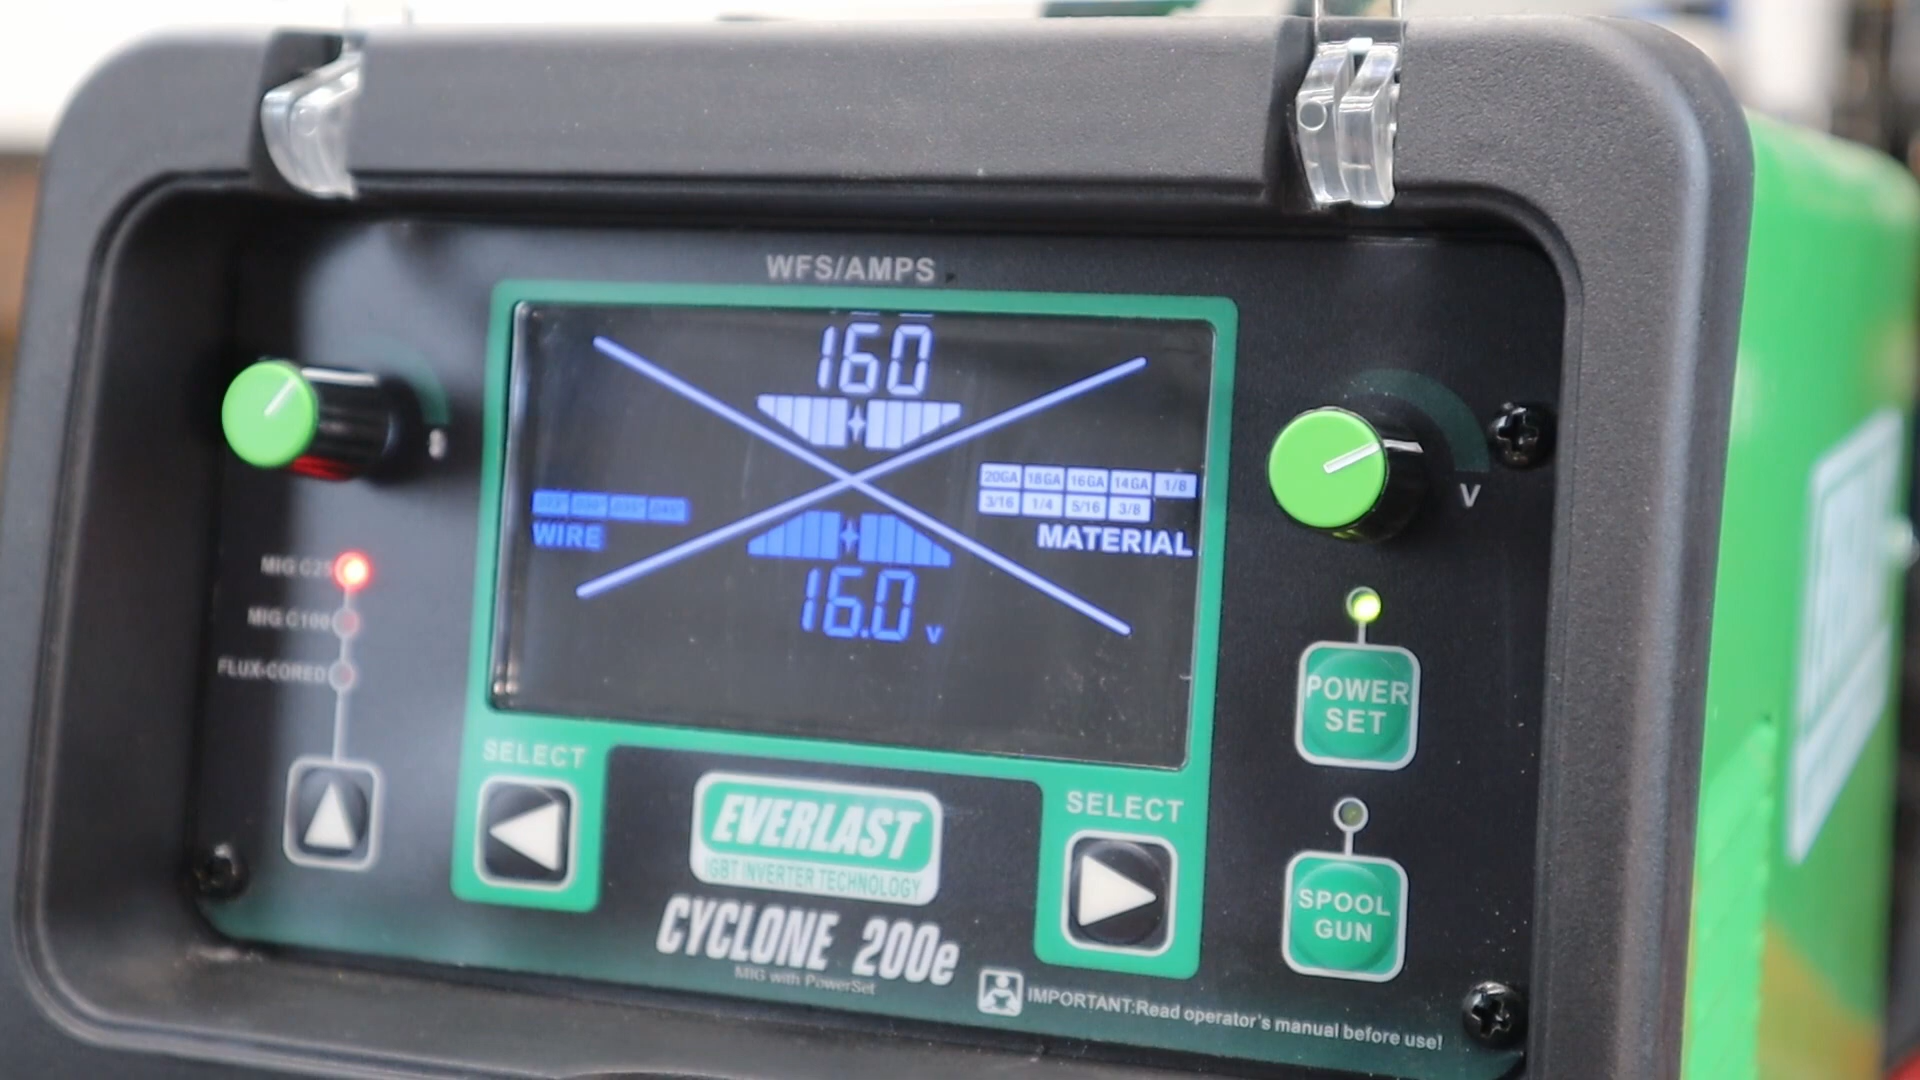 WFS/AMPS
160
20GA 18GA 16GA 14GA 1/8
3/16 1/4 5/16 3/8
WIRE
MATERIAL
16.0 V
V
MIG C25
MIG C100
FLUX-CORED
POWER
SET
SELECT
SELECT
EVERLAST
IGBT INVERTER TECHNOLOGY
CYCLONE 200e
MIG with PowerSet
SPOOL
GUN
IMPORTANT:Read operator's manual before use!